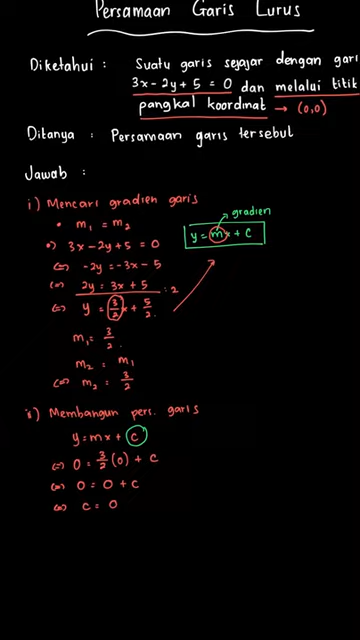 Persamaan Garis Lurus
Diketahui : Suatu garis sejajar dengan gari
3x - 2y + 5 = 0 dan melalui titit
pangkal koordinat → (0,0)
Ditanya : Persamaan garis tersebut
Jawab :
i) Mencari gradien garis
• m₁ = m₂
gradien
y = mx + c
•) 3x - 2y + 5 = 0
⇔ -2y = -3x - 5
⇔ 2y = 3x + 5 : 2
⇔ y = 3/2 x + 5/2
m₁ = 3/2
m₂ = m₁
⇔ m₂ = 3/2
ii) Membangun pers. garis
y = mx + c
⇔ 0 = 3/2 (0) + c
⇔ 0 = 0 + c
⇔ c = 0